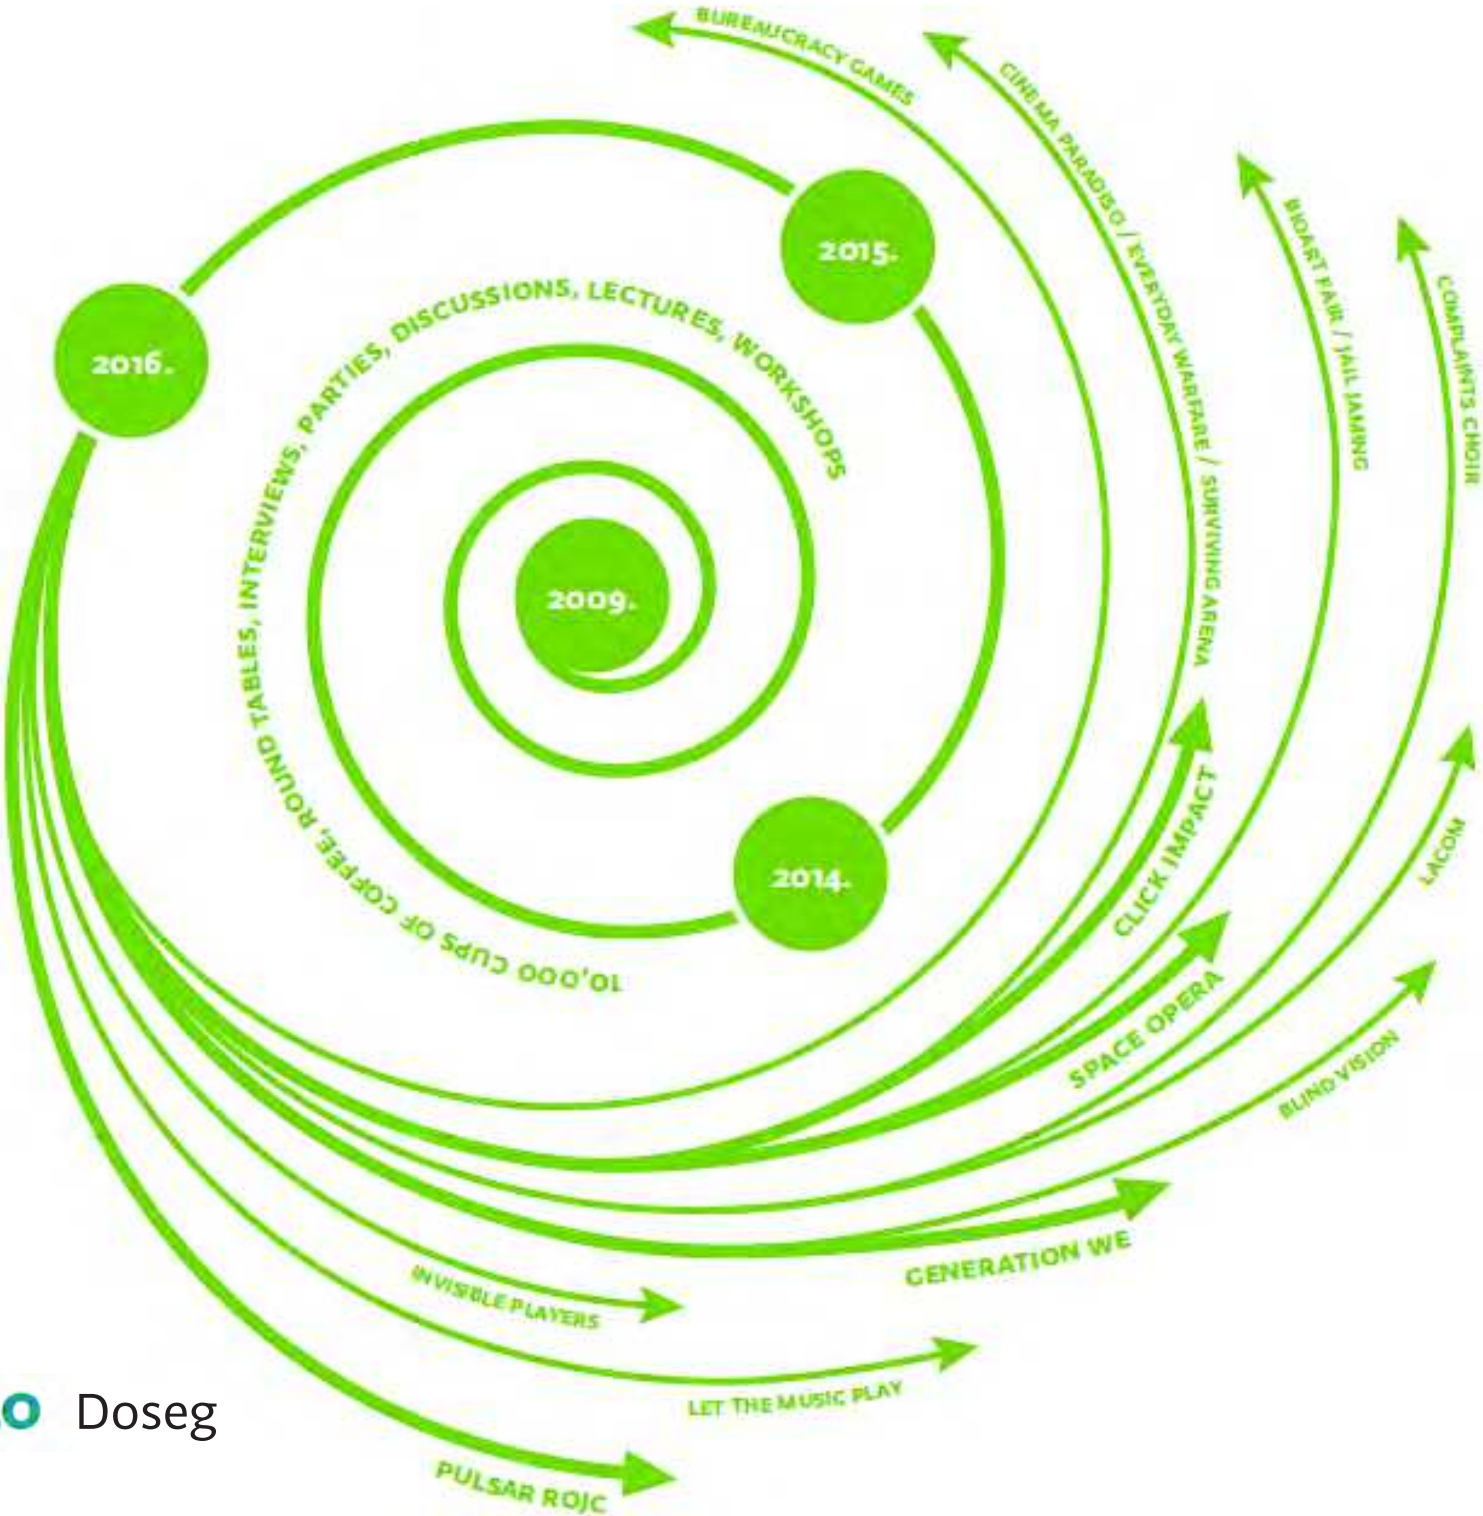 BUREAUCRACY GAMES
CINEMA PARADISO / EVERYDAY WARFARE / SURVIVING ARENA
BIOART FAIR / JAIL JAMING
COMPLAINTS CHOIR
2015.
2016.
10,000 CUPS OF COFFEE, ROUND TABLES, INTERVIEWS, PARTIES, DISCUSSIONS, LECTURES, WORKSHOPS
2009.
2014.
CLICK IMPACT
LACOM
SPACE OPERA
BLIND VISION
GENERATION WE
INVISIBLE PLAYERS
LET THE MUSIC PLAY
PULSAR ROJC
Doseg